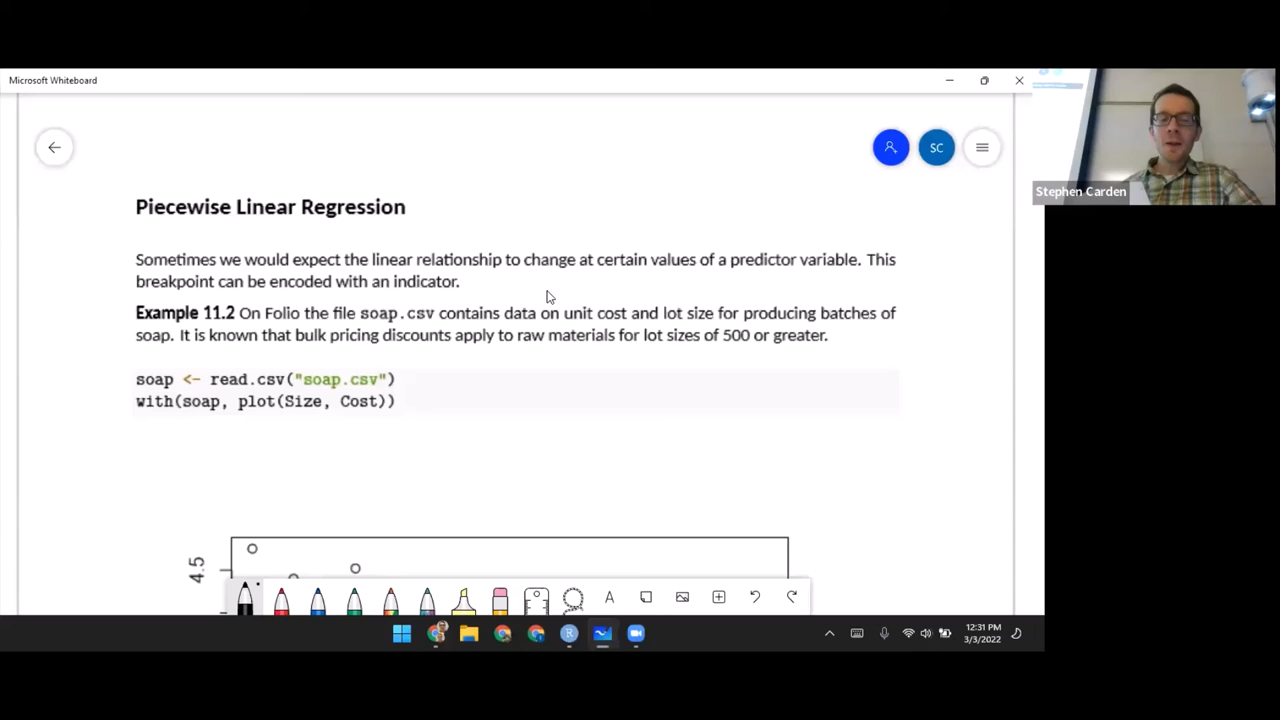 Microsoft Whiteboard
SC
Stephen Carden
Piecewise Linear Regression
Sometimes we would expect the linear relationship to change at certain values of a predictor variable. This
breakpoint can be encoded with an indicator.
Example 11.2 On Folio the file soap.csv contains data on unit cost and lot size for producing batches of
soap. It is known that bulk pricing discounts apply to raw materials for lot sizes of 500 or greater.
soap <- read.csv("soap.csv")
with(soap, plot(Size, Cost))
4.5
A
R
12:31 PM
3/3/2022